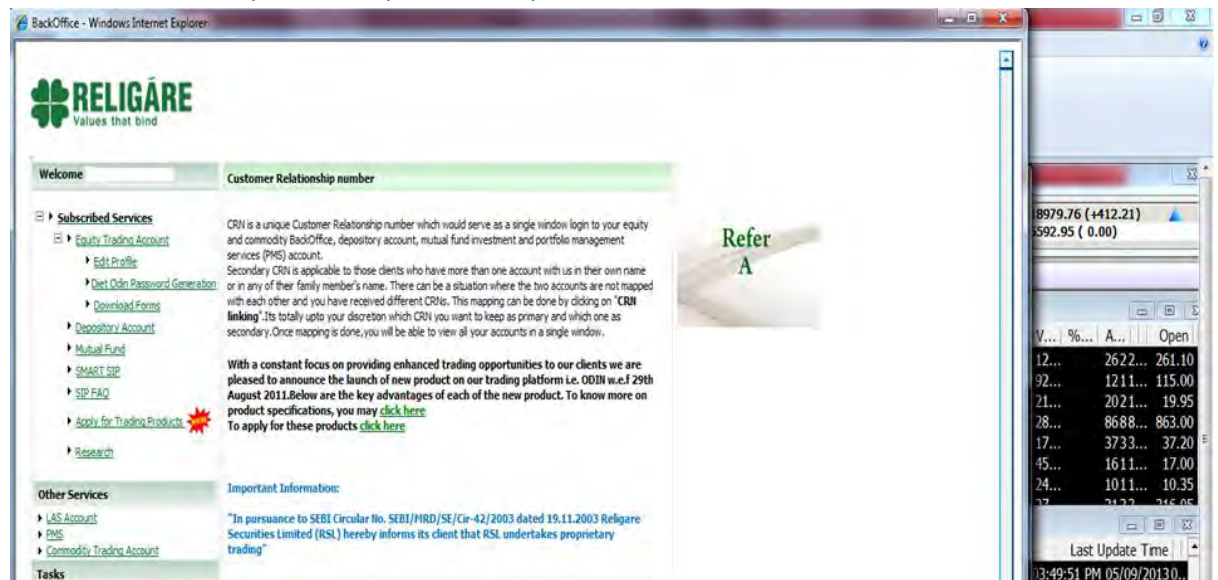 BackOffice - Windows Internet Explorer
RELIGÁRE
Values that bind
Welcome
Subscribed Services
Equity Trading Account
Edit Profile
Diet Odin Password Generation
Download Forms
Depository Account
Mutual Fund
SMART SIP
SIP FAQ
Apply for Trading Products
Research
Other Services
LAS Account
PMS
Commodity Trading Account
Tasks
Customer Relationship number
CRN is a unique Customer Relationship number which would serve as a single window login to your equity
and commodity BackOffice, depository account, mutual fund investment and portfolio management
services (PMS) account.
Secondary CRN is applicable to those clients who have more than one account with us in their own name
or in any of their family member's name. There can be a situation where the two accounts are not mapped
with each other and you have received different CRNs. This mapping can be done by clicking on "CRN
linking".Its totally upto your discretion which CRN you want to keep as primary and which one as
secondary.Once mapping is done,you will be able to view all your accounts in a single window.
With a constant focus on providing enhanced trading opportunities to our clients we are
pleased to announce the launch of new product on our trading platform i.e. ODIN w.e.f 29th
August 2011.Below are the key advantages of each of the new product. To know more on
product specifications, you may click here
To apply for these products click here
Important Information:
"In pursuance to SEBI Circular No. SEBI/MRD/SE/Cir-42/2003 dated 19.11.2003 Religare
Securities Limited (RSL) hereby informs its client that RSL undertakes proprietary
trading"
Refer
A
18979.76 (+412.21)
5592.95 ( 0.00)
V... %... A... Open
12... 2622... 261.10
92... 1211... 115.00
21... 2021... 19.95
28... 8688... 863.00
17... 3733... 37.20
45... 1611... 17.00
24... 1011... 10.35
Last Update Time
03:49:51 PM 05/09/2013 0...